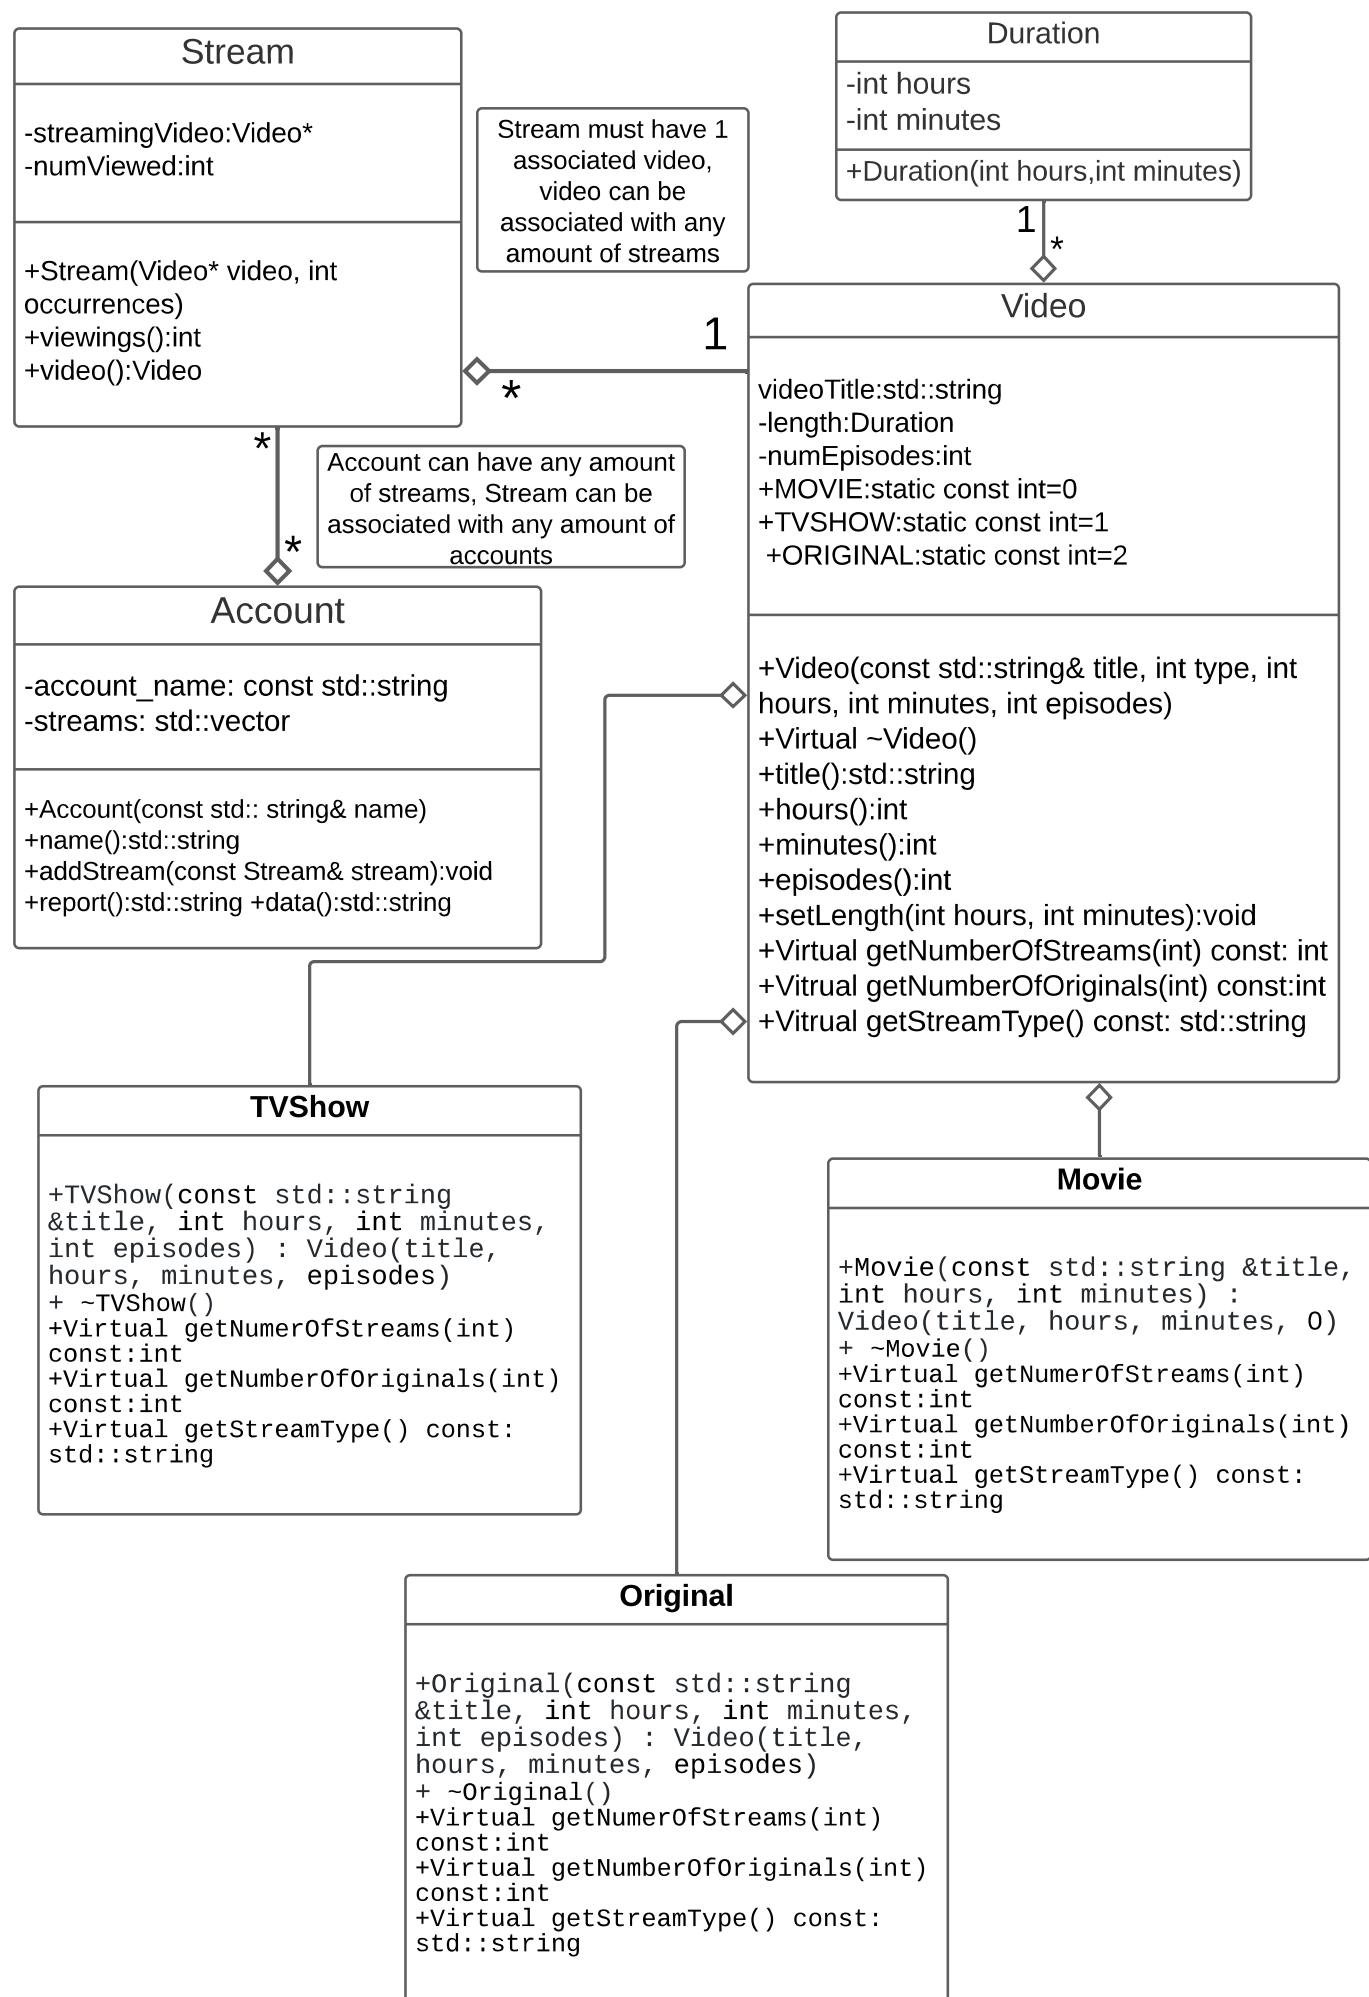 Stream
-streamingVideo:Video*
-numViewed:int
+Stream(Video* video, int
occurrences)
+viewings():int
+video():Video
Stream must have 1
associated video,
video can be
associated with any
amount of streams
Duration
-int hours
-int minutes
+Duration(int hours,int minutes)
1
*
1
*
Video
videoTitle:std::string
-length:Duration
-numEpisodes:int
+MOVIE:static const int=0
+TVSHOW:static const int=1
+ORIGINAL:static const int=2
+Video(const std::string& title, int type, int
hours, int minutes, int episodes)
+Virtual ~Video()
+title():std::string
+hours():int
+minutes():int
+episodes():int
+setLength(int hours, int minutes):void
+Virtual getNumberOfStreams(int) const: int
+Vitrual getNumberOfOriginals(int) const:int
+Vitrual getStreamType() const: std::string
*
Account can have any amount
of streams, Stream can be
associated with any amount of
accounts
*
Account
-account_name: const std::string
-streams: std::vector
+Account(const std:: string& name)
+name():std::string
+addStream(const Stream& stream):void
+report():std::string +data():std::string
TVShow
+TVShow(const std::string
&title, int hours, int minutes,
int episodes) : Video(title,
hours, minutes, episodes)
+ ~TVShow()
+Virtual getNumerOfStreams(int)
const:int
+Virtual getNumberOfOriginals(int)
const:int
+Virtual getStreamType() const:
std::string
Movie
+Movie(const std::string &title,
int hours, int minutes) :
Video(title, hours, minutes, O)
+ ~Movie()
+Virtual getNumerOfStreams(int)
const:int
+Virtual getNumberOfOriginals(int)
const:int
+Virtual getStreamType() const:
std::string
Original
+Original(const std::string
&title, int hours, int minutes,
int episodes) : Video(title,
hours, minutes, episodes)
+ ~Original()
+Virtual getNumerOfStreams(int)
const:int
+Virtual getNumberOfOriginals(int)
const:int
+Virtual getStreamType() const:
std::string